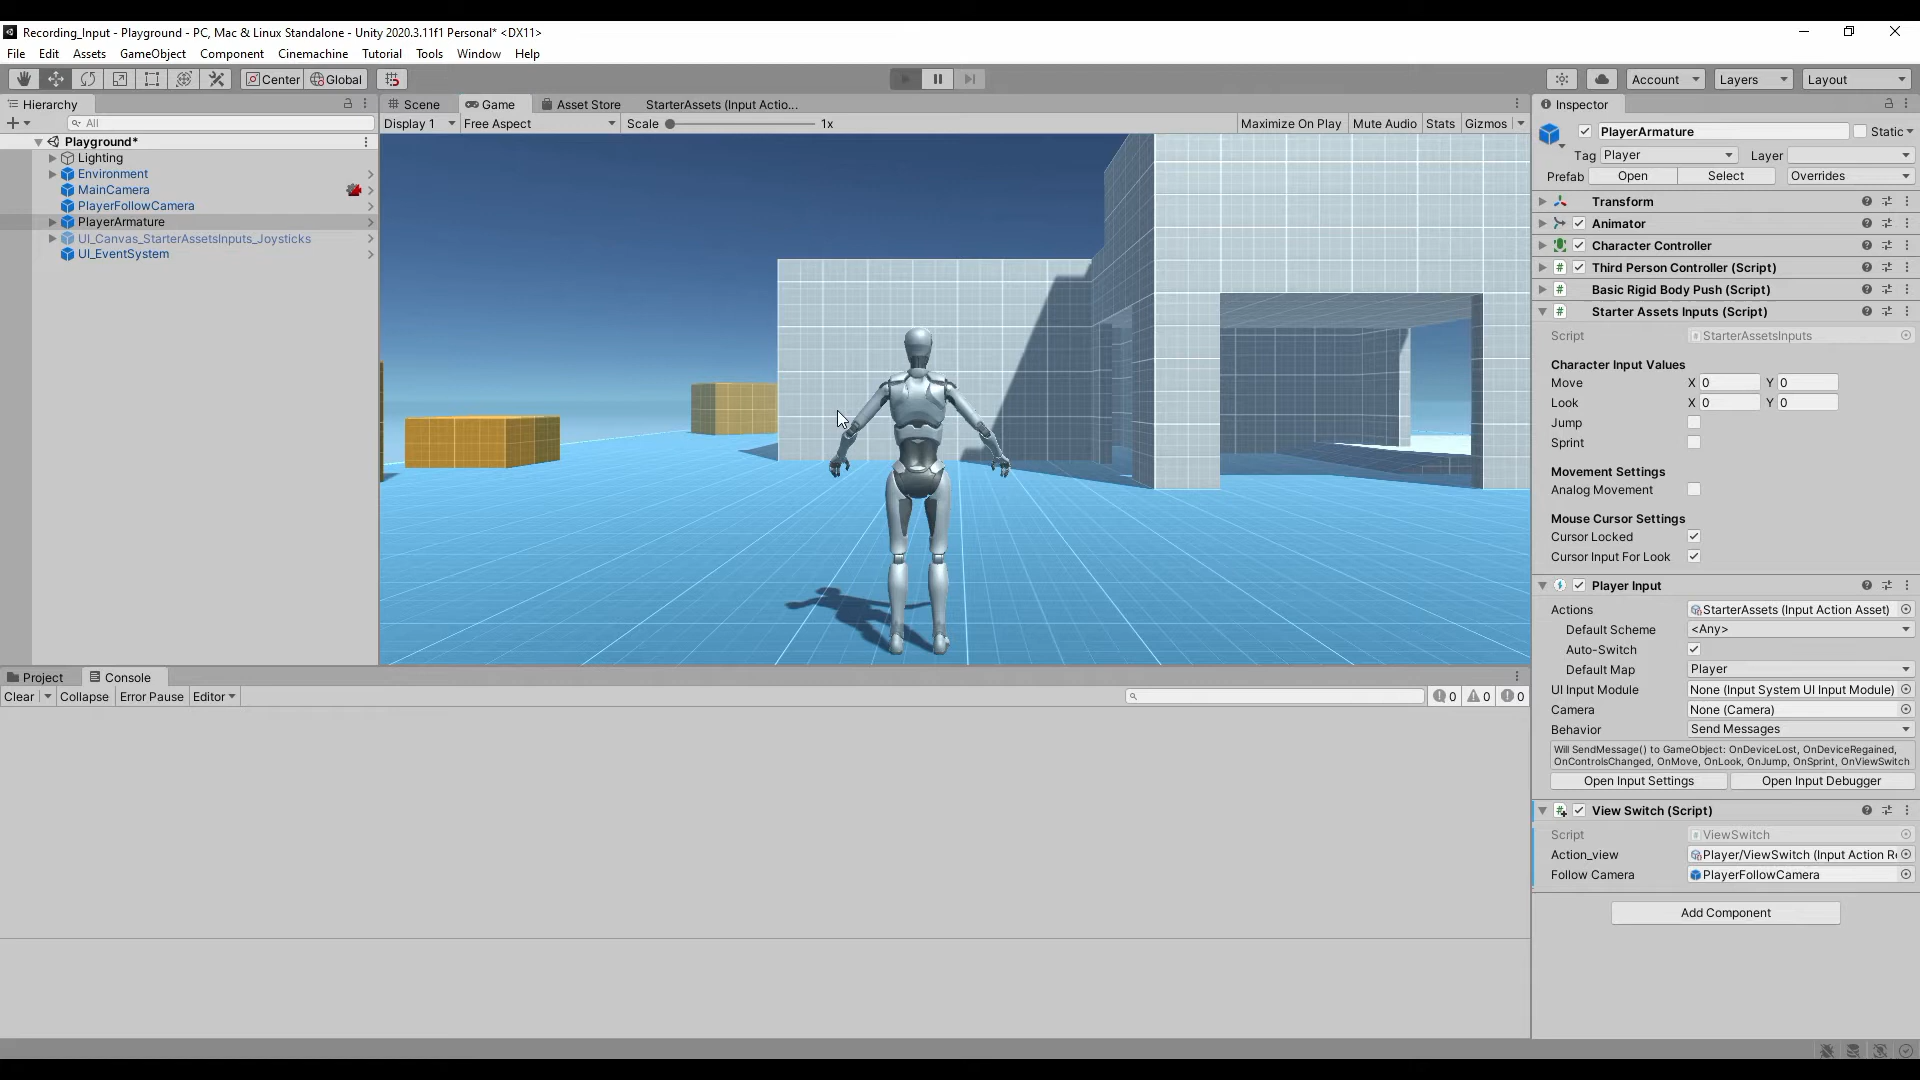 Recording_Input - Playground - PC, Mac & Linux Standalone - Unity 2020.3.11f1 Personal* <DX11>
File Edit Assets GameObject Component Cinemachine Tutorial Tools Window Help
Center Global Account Layers Layout
Hierarchy
All
Playground*
Lighting
Environment
MainCamera
PlayerFollowCamera
PlayerArmature
UI_Canvas_StarterAssetsInputs_Joysticks
UI_EventSystem
Scene Game Asset Store StarterAssets (Input Actio...
Display 1 Free Aspect Scale 1x Maximize On Play Mute Audio Stats Gizmos
Project Console
Clear Collapse Error Pause Editor 0 0 0
Inspector
PlayerArmature Static
Tag Player Layer
Prefab Open Select Overrides
Transform
Animator
Character Controller
Third Person Controller (Script)
Basic Rigid Body Push (Script)
Starter Assets Inputs (Script)
Script StarterAssetsInputs
Character Input Values
Move X 0 Y 0
Look X 0 Y 0
Jump
Sprint
Movement Settings
Analog Movement
Mouse Cursor Settings
Cursor Locked
Cursor Input For Look
Player Input
Actions StarterAssets (Input Action Asset)
Default Scheme <Any>
Auto-Switch
Default Map Player
UI Input Module None (Input System UI Input Module)
Camera None (Camera)
Behavior Send Messages
Will SendMessage() to GameObject: OnDeviceLost, OnDeviceRegained,
OnControlsChanged, OnMove, OnLook, OnJump, OnSprint, OnViewSwitch
Open Input Settings Open Input Debugger
View Switch (Script)
Script ViewSwitch
Action_view Player/ViewSwitch (Input Action R
Follow Camera PlayerFollowCamera
Add Component